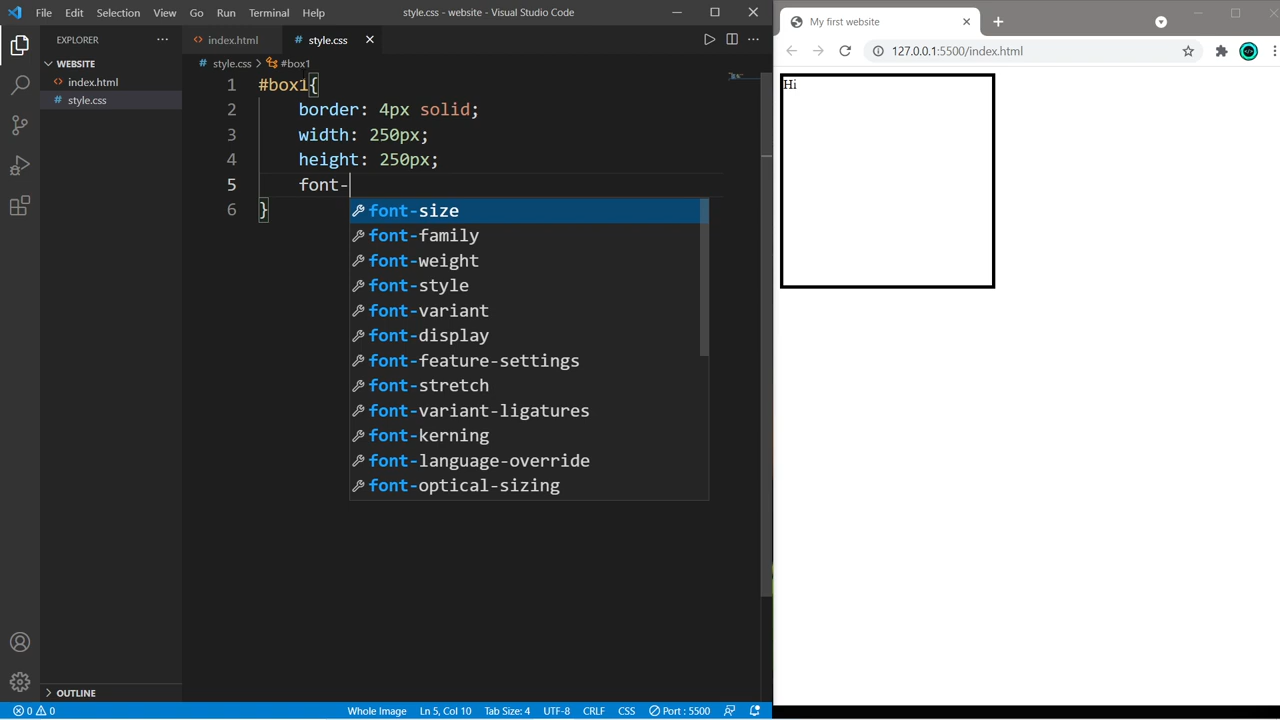 File Edit Selection View Go Run Terminal Help style.css - website - Visual Studio Code
EXPLORER
WEBSITE
index.html
style.css
OUTLINE
index.html style.css
style.css > #box1
1 #box1{
2 border: 4px solid;
3 width: 250px;
4 height: 250px;
5 font-
6 }
font-size
font-family
font-weight
font-style
font-variant
font-display
font-feature-settings
font-stretch
font-variant-ligatures
font-kerning
font-language-override
font-optical-sizing
0 0 Whole Image Ln 5, Col 10 Tab Size: 4 UTF-8 CRLF CSS Port : 5500
My first website
127.0.0.1:5500/index.html
Hi